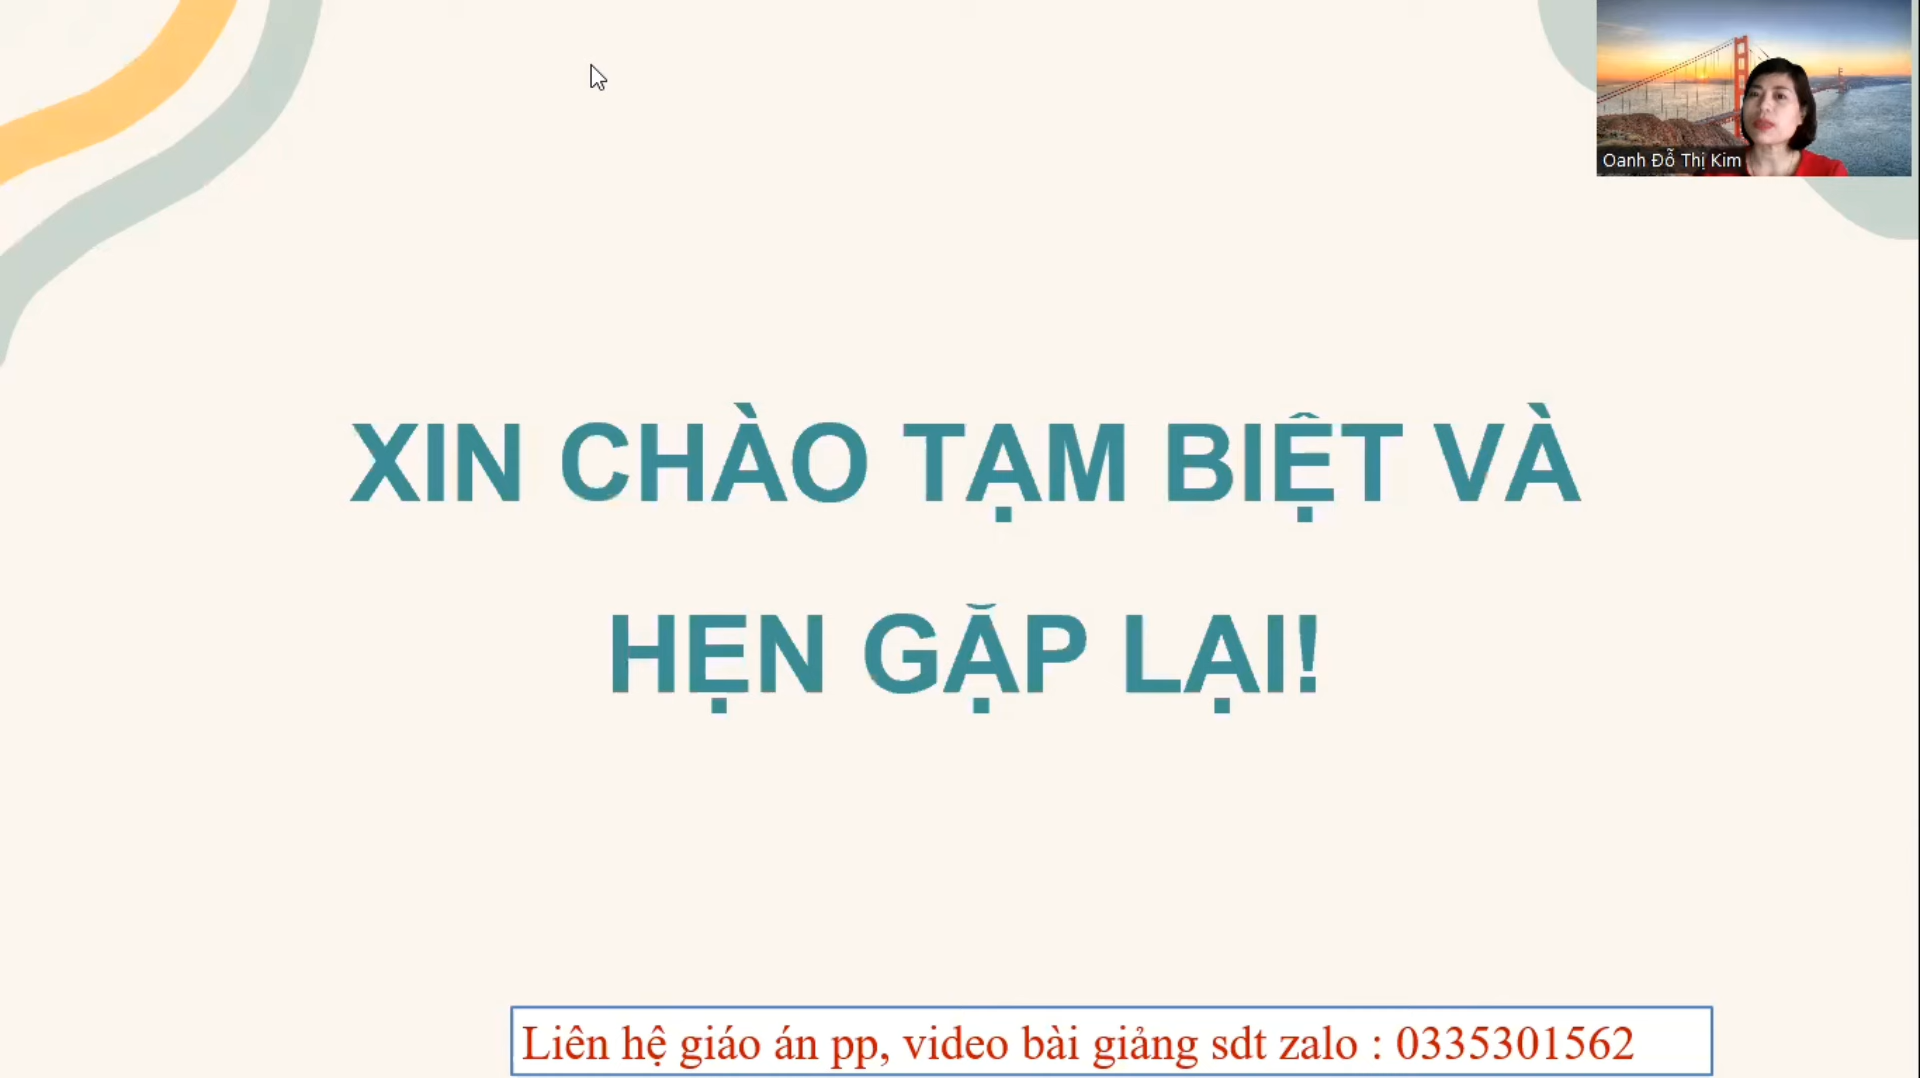 Oanh Đỗ Thị Kim
XIN CHÀO TẠM BIỆT VÀ
HẸN GẶP LẠI!
Liên hệ giáo án pp, video bài giảng sdt zalo : 0335301562